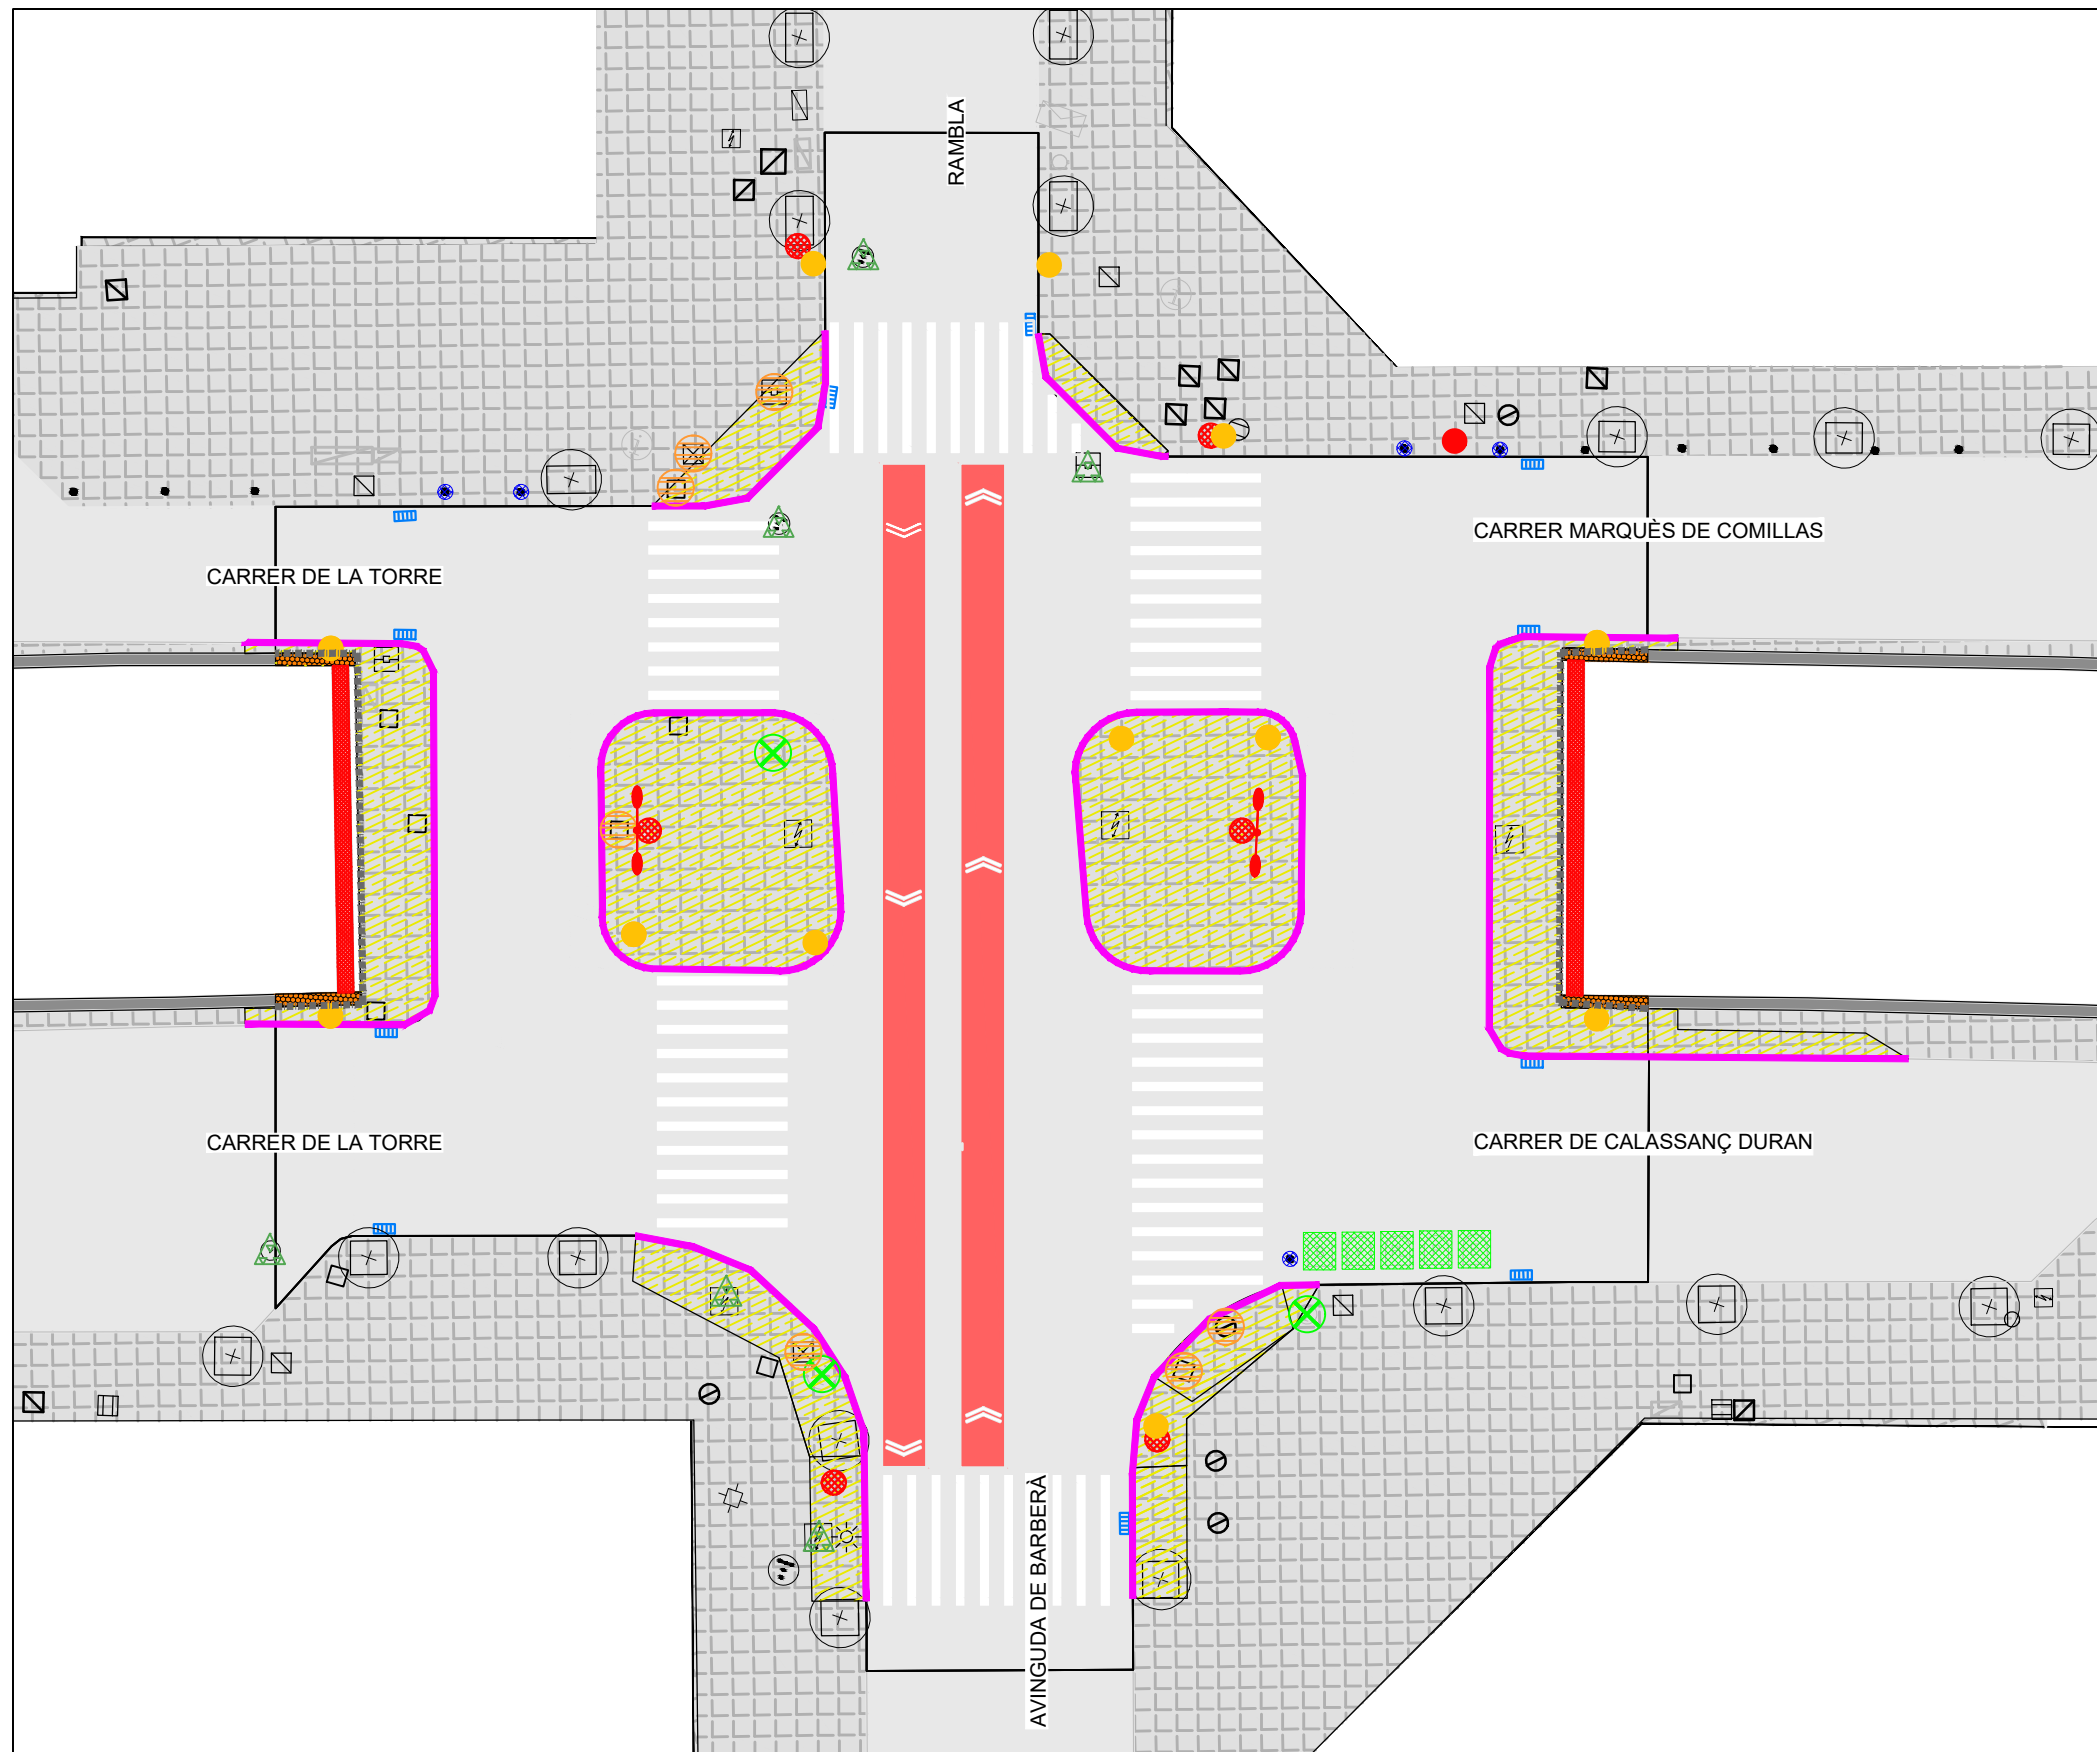 RAMBLA
CARRER MARQUÈS DE COMILLAS
CARRER DE LA TORRE
CARRER DE LA TORRE
CARRER DE CALASSANÇ DURAN
AVINGUDA DE BARBERÀ